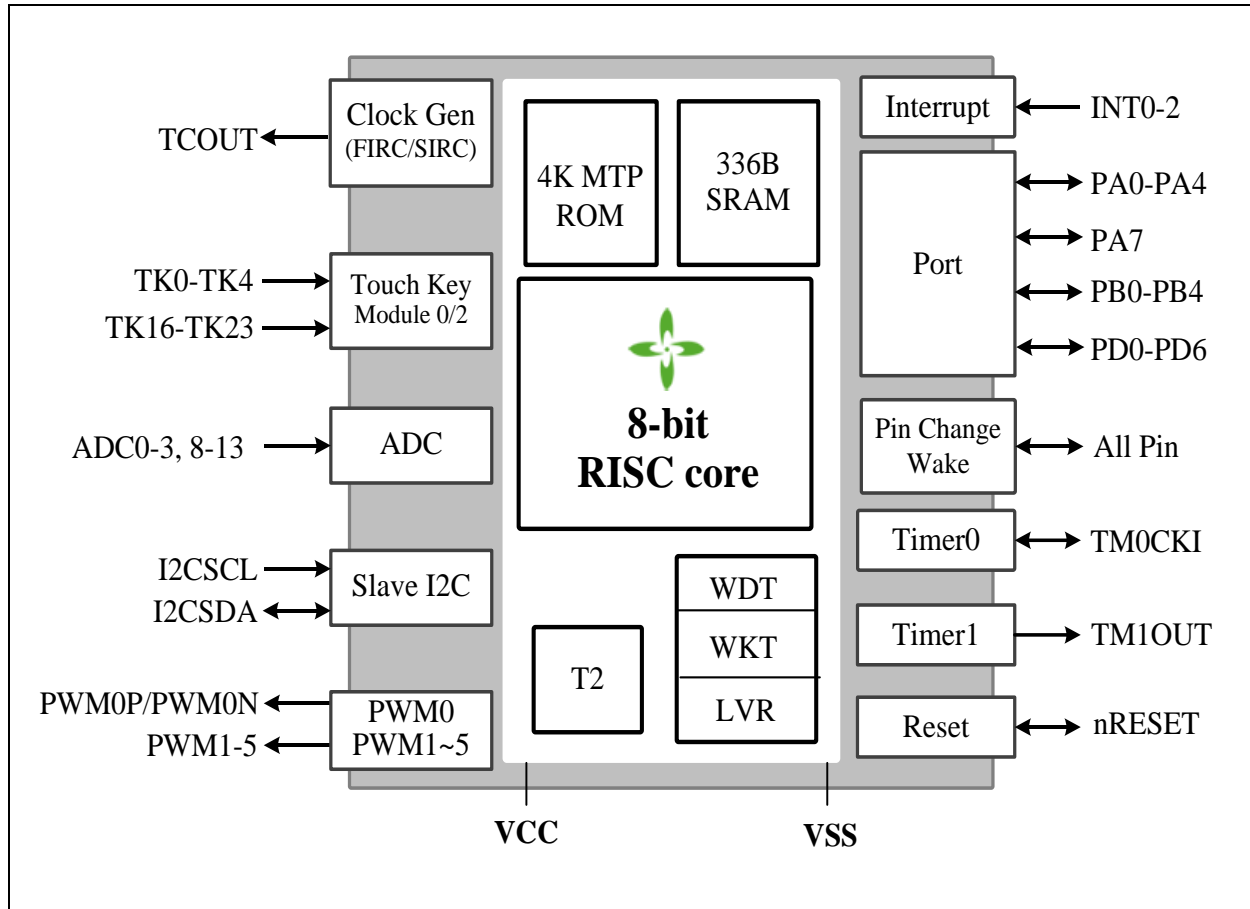 TCOUT
Clock Gen
(FIRC/SIRC)
TK0-TK4
TK16-TK23
Touch Key
Module 0/2
ADC0-3, 8-13
ADC
I2CSCL
I2CSDA
Slave I2C
PWM0P/PWM0N
PWM1-5
PWM0
PWM1~5
4K MTP
ROM
336B
SRAM
8-bit
RISC core
T2
WDT
WKT
LVR
VCC
VSS
Interrupt
INT0-2
Port
PA0-PA4
PA7
PB0-PB4
PD0-PD6
Pin Change
Wake
All Pin
Timer0
TM0CKI
Timer1
TM1OUT
Reset
nRESET